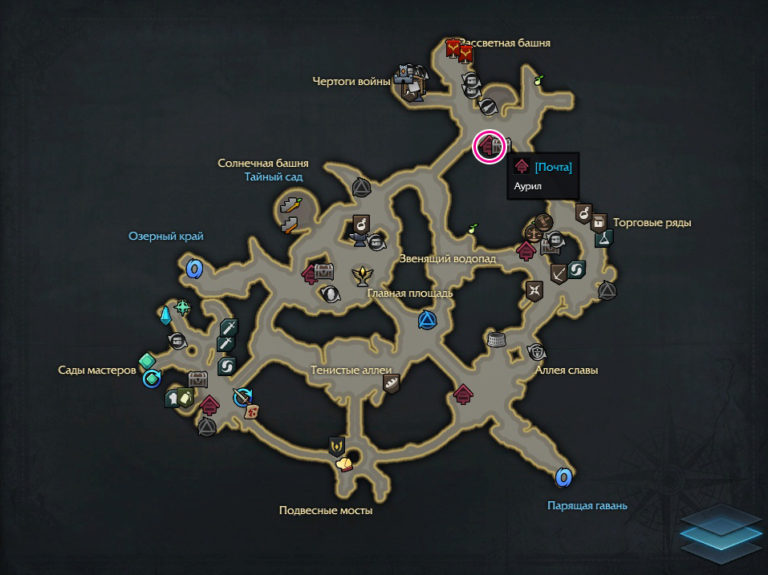 Рассветная башня
Чертоги войны
Солнечная башня
Тайный сад
[Почта]
Аурил
Торговые ряды
Озерный край
Звенящий водопад
Главная площадь
Сады мастеров
Тенистые аллеи
Аллея славы
Подвесные мосты
Парящая гавань